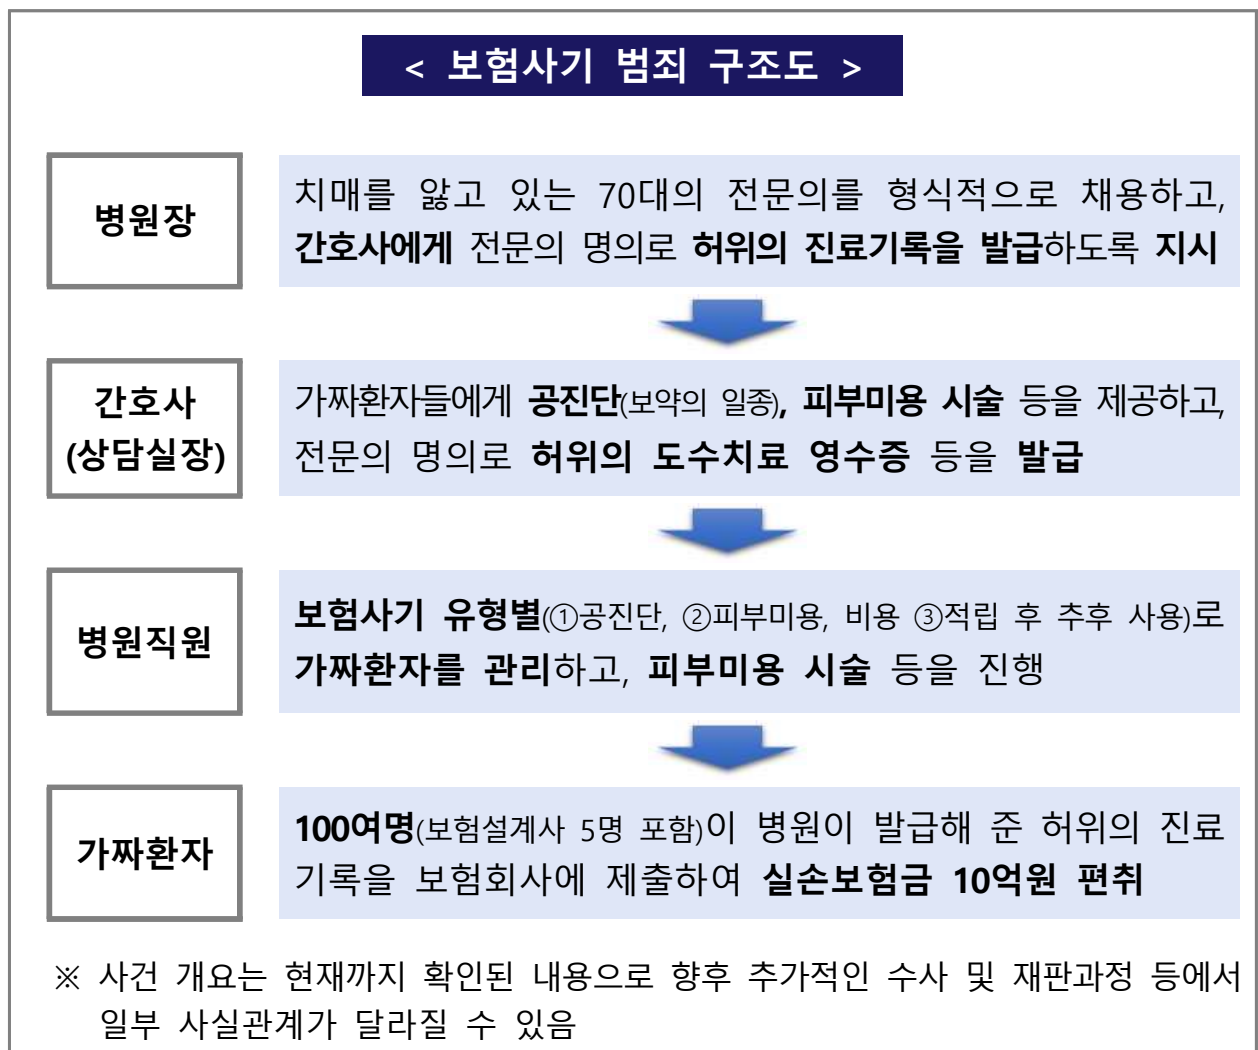 < 보험사기 범죄 구조도 >
병원장
치매를 앓고 있는 70대의 전문의를 형식적으로 채용하고,
간호사에게 전문의 명의로 허위의 진료기록을 발급하도록 지시
간호사
(상담실장)
가짜환자들에게 공진단(보약의 일종), 피부미용 시술 등을 제공하고,
전문의 명의로 허위의 도수치료 영수증 등을 발급
병원직원
보험사기 유형별(①공진단, ②피부미용, 비용 ③적립 후 추후 사용)로
가짜환자를 관리하고, 피부미용 시술 등을 진행
가짜환자
100여명(보험설계사 5명 포함)이 병원이 발급해 준 허위의 진료
기록을 보험회사에 제출하여 실손보험금 10억원 편취
※ 사건 개요는 현재까지 확인된 내용으로 향후 추가적인 수사 및 재판과정 등에서
일부 사실관계가 달라질 수 있음